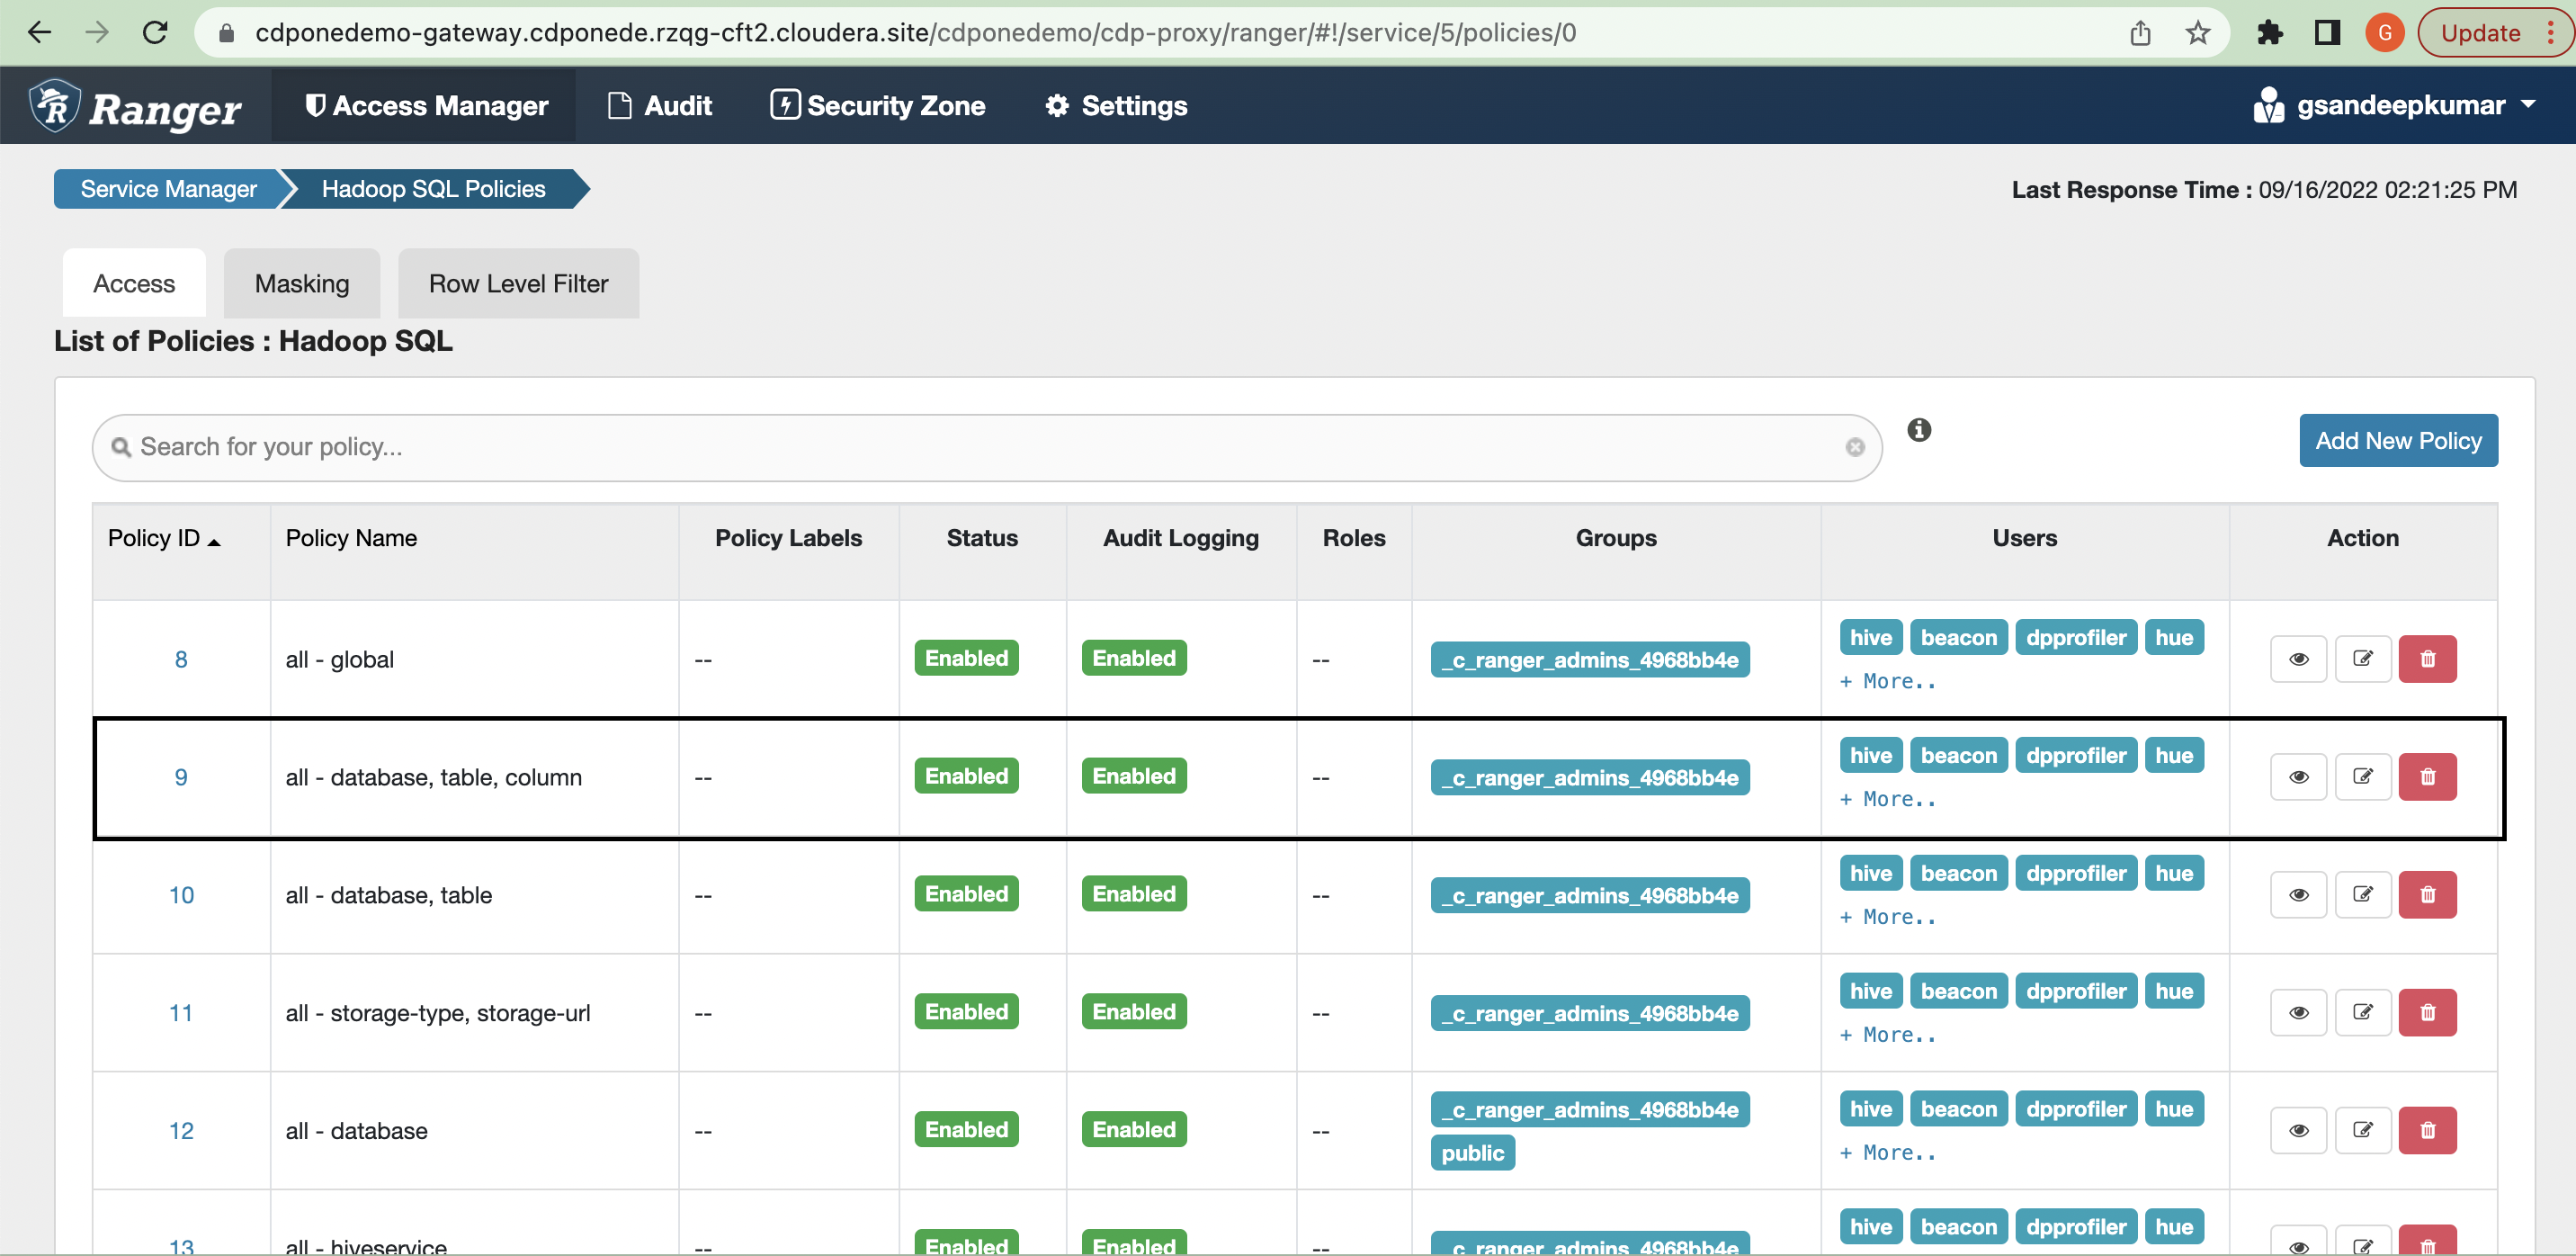 cdponedemo-gateway.cdponede.rzqg-cft2.cloudera.site/cdponedemo/cdp-proxy/ranger/#!/service/5/policies/0 G Update
R Ranger Access Manager Audit Security Zone Settings gsandeepkumar
Service Manager Hadoop SQL Policies Last Response Time : 09/16/2022 02:21:25 PM
Access Masking Row Level Filter
List of Policies : Hadoop SQL
Search for your policy...
Add New Policy
Policy ID Policy Name Policy Labels Status Audit Logging Roles Groups Users Action
8 all - global -- Enabled Enabled -- _c_ranger_admins_4968bb4e hive beacon dpprofiler hue
+ More..
9 all - database, table, column -- Enabled Enabled -- _c_ranger_admins_4968bb4e hive beacon dpprofiler hue
+ More..
10 all - database, table -- Enabled Enabled -- _c_ranger_admins_4968bb4e hive beacon dpprofiler hue
+ More..
11 all - storage-type, storage-url -- Enabled Enabled -- _c_ranger_admins_4968bb4e hive beacon dpprofiler hue
+ More..
12 all - database -- Enabled Enabled -- _c_ranger_admins_4968bb4e hive beacon dpprofiler hue
public + More..
13 all - hiveservice -- Enabled Enabled -- _c_ranger_admins_4968bb4e hive beacon dpprofiler hue